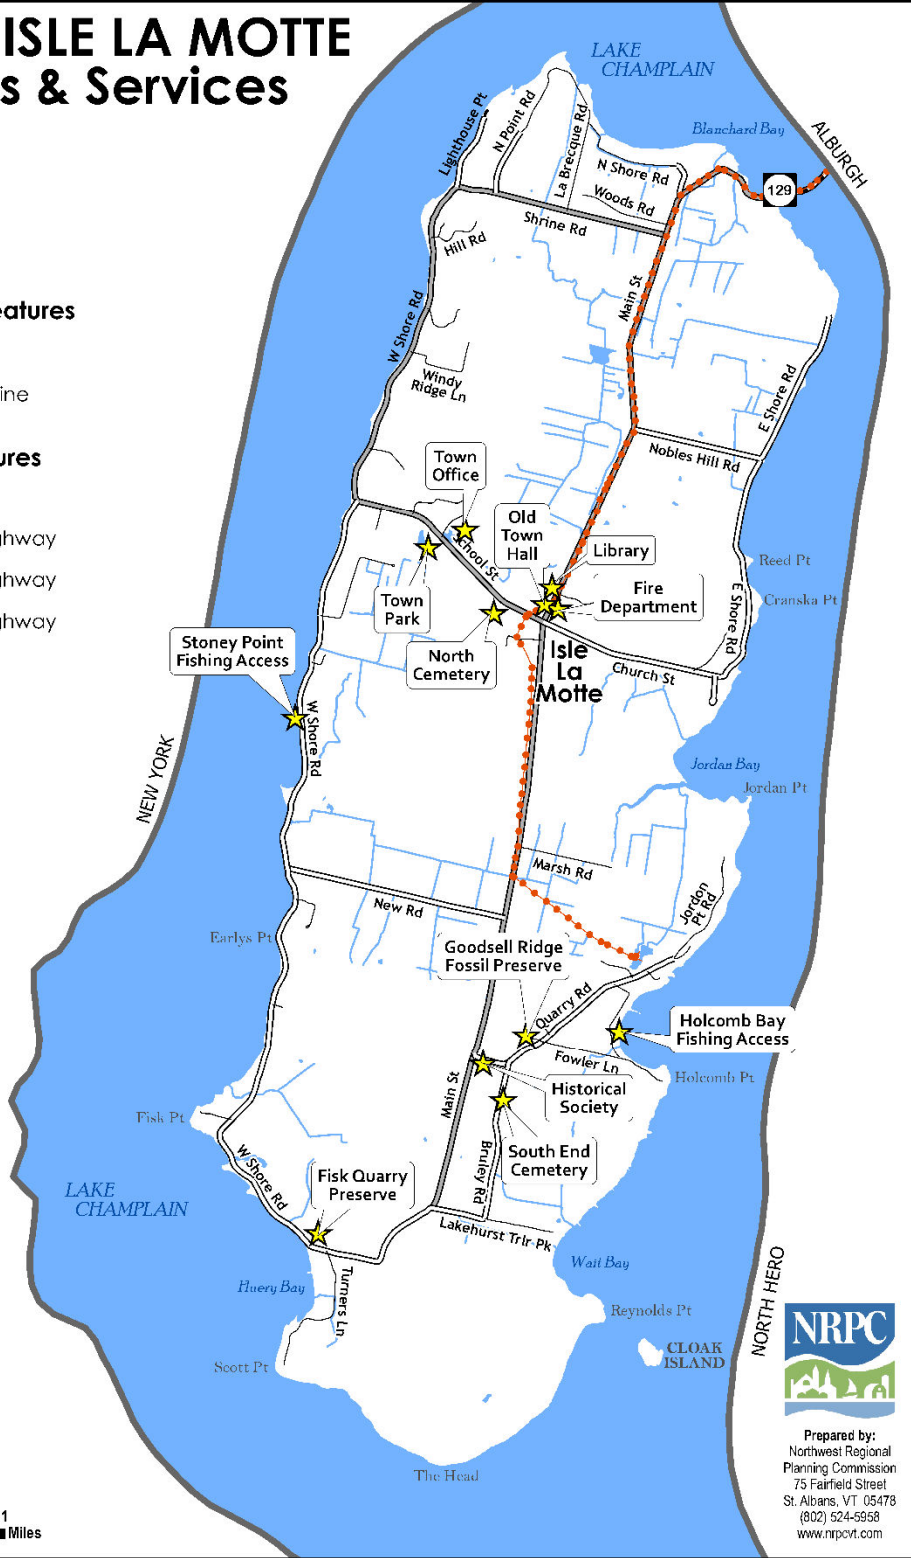 ISLE LA MOTTE
s & Services
LAKE
CHAMPLAIN
Blanchard Bay
ALBURGH
129
Lighthouse Pt
N Point Rd
La Brecque Rd
N Shore Rd
Woods Rd
Shrine Rd
Hill Rd
Main St
W Shore Rd
eatures
Windy
Ridge Ln
E Shore Rd
ine
ures
Nobles Hill Rd
Town
Office
Old
Town
Hall
ghway
Library
School St
Reed Pt
ghway
Fire
Department
Cranska Pt
E Shore Rd
Town
Park
ghway
North
Cemetery
Stoney Point
Fishing Access
Isle
La
Motte
Church St
W Shore Rd
NEW YORK
Jordan Bay
Jordan Pt
Marsh Rd
Jordon
Pt Rd
New Rd
Earlys Pt
Goodsell Ridge
Fossil Preserve
Quarry Rd
Holcomb Bay
Fishing Access
Fowler Ln
Holcomb Pt
Main St
Historical
Society
Fisk Pt
South End
Cemetery
Bruley Rd
W Shore Rd
Fisk Quarry
Preserve
LAKE
CHAMPLAIN
Lakehurst Trlr Pk
Wait Bay
Huery Bay
Turners Ln
NORTH HERO
Reynolds Pt
CLOAK
ISLAND
Scott Pt
NRPC
The Head
Prepared by:
Northwest Regional
Planning Commission
75 Fairfield Street
St. Albans, VT 05478
(802) 524-5958
www.nrpcvt.com
1
Miles